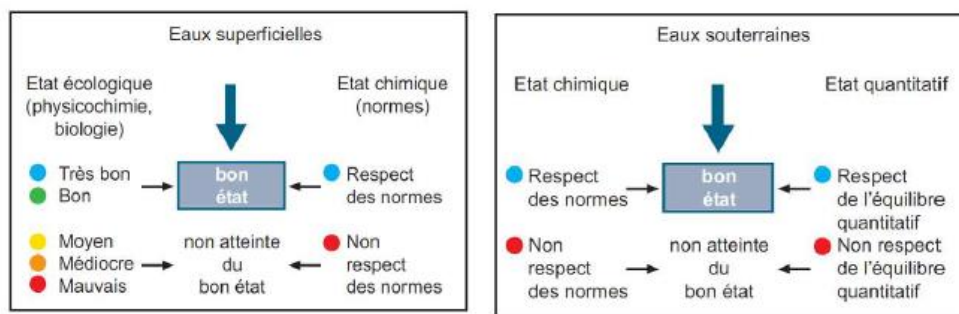 Eaux superficielles
Etat écologique
(physicochimie,
biologie)
Etat chimique
(normes)
Très bon
Bon
bon
état
Respect
des normes
Moyen
Médiocre
Mauvais
non atteinte
du
bon état
Non
respect
des normes
Eaux souterraines
Etat chimique
Etat quantitatif
Respect
des normes
bon
état
Respect
de l'équilibre
quantitatif
Non
respect
des normes
non atteinte
du
bon état
Non respect
de l'équilibre
quantitatif